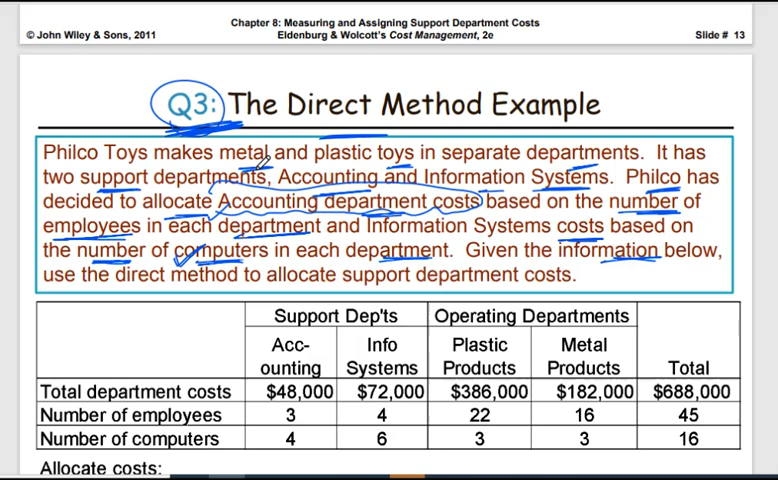 Chapter 8: Measuring and Assigning Support Department Costs
© John Wiley & Sons, 2011 Eldenburg & Wolcott's Cost Management, 2e Slide # 13
Q3: The Direct Method Example
Philco Toys makes metal and plastic toys in separate departments. It has
two support departments, Accounting and Information Systems. Philco has
decided to allocate Accounting department costs based on the number of
employees in each department and Information Systems costs based on
the number of computers in each department. Given the information below,
use the direct method to allocate support department costs.
Support Dep'ts Operating Departments
Acc- Info Plastic Metal
ounting Systems Products Products Total
Total department costs $48,000 $72,000 $386,000 $182,000 $688,000
Number of employees 3 4 22 16 45
Number of computers 4 6 3 3 16
Allocate costs: